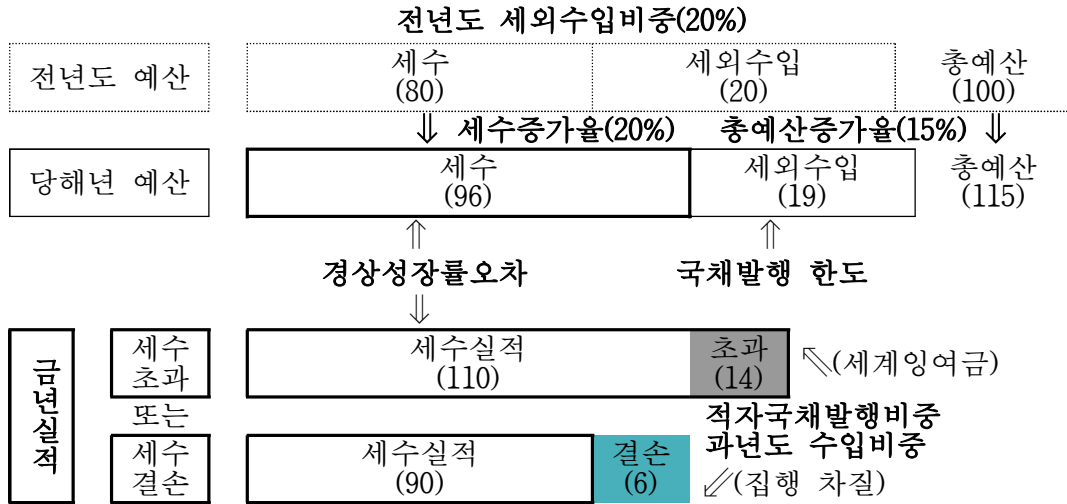 전년도 세외수입비중(20%)
전년도 예산 세수 세외수입 총예산
(80) (20) (100)
⇓ 세수증가율(20%) 총예산증가율(15%) ⇓
당해년 예산 세수 세외수입 총예산
(96) (19) (115)
⇑ ⇑
경상성장률오차 국채발행 한도
⇓
금년실적
세수 세수실적 초과
초과 (110) (14) ⇖(세계잉여금)
또는 적자국채발행비중
세수 세수실적 결손 과년도 수입비중
결손 (90) (6) ⇙(집행 차질)